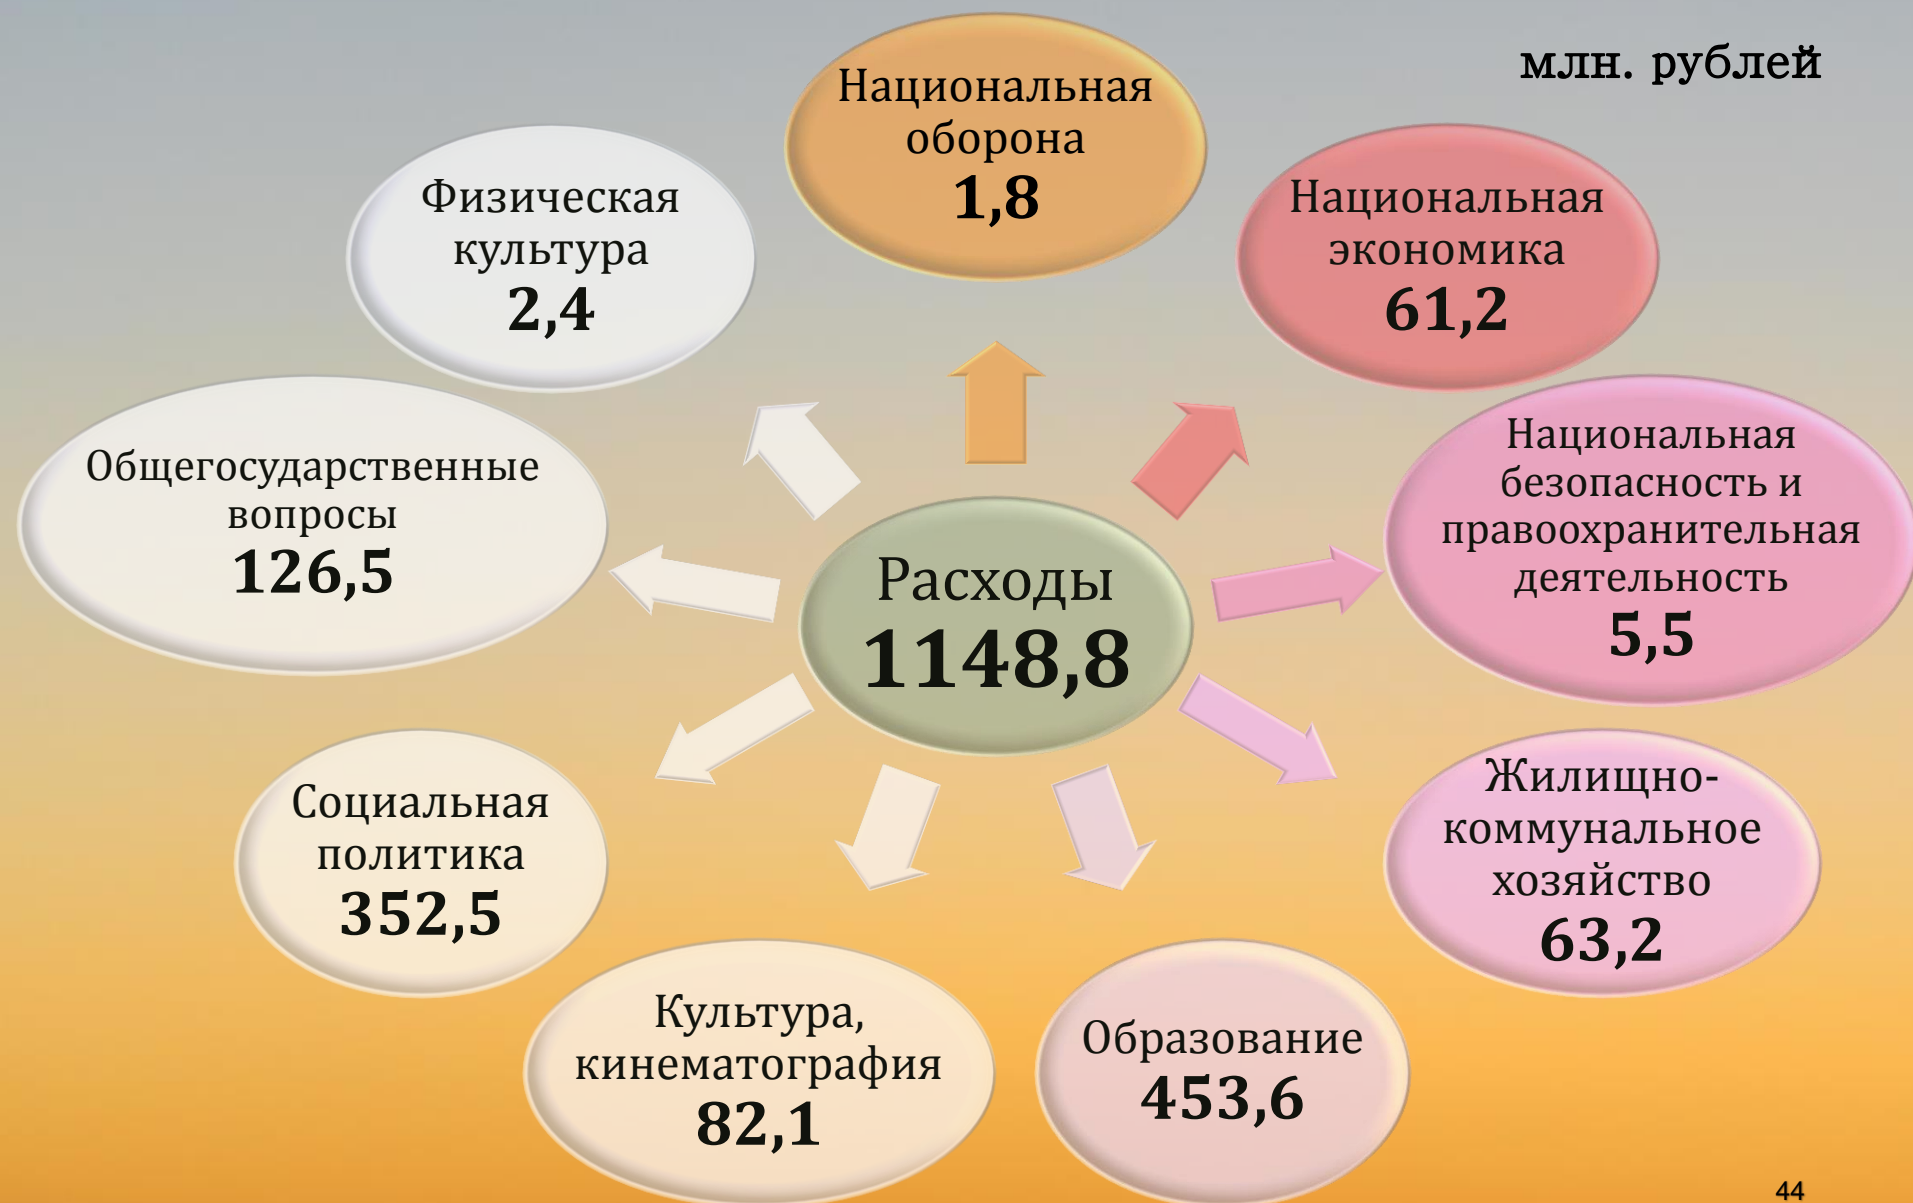 млн. рублей
Национальная
оборона
1,8
Национальная
экономика
61,2
Национальная
безопасность и
правоохранительная
деятельность
5,5
Жилищно-
коммунальное
хозяйство
63,2
Образование
453,6
Культура,
кинематография
82,1
Социальная
политика
352,5
Общегосударственные
вопросы
126,5
Физическая
культура
2,4
Расходы
1148,8
44